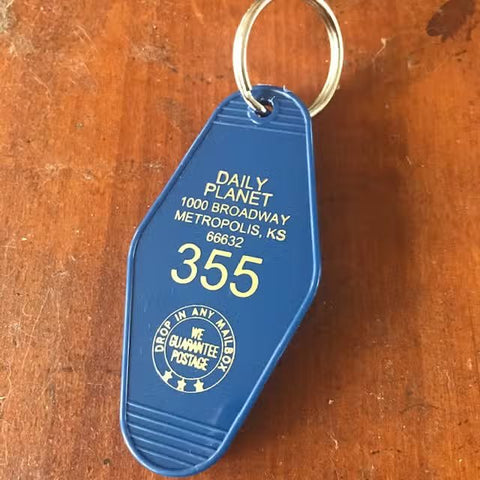 DAILY
PLANET
1000 BROADWAY
METROPOLIS, KS
66632
355
DROP IN ANY MAILBOX
WE
GUARANTEE
POSTAGE